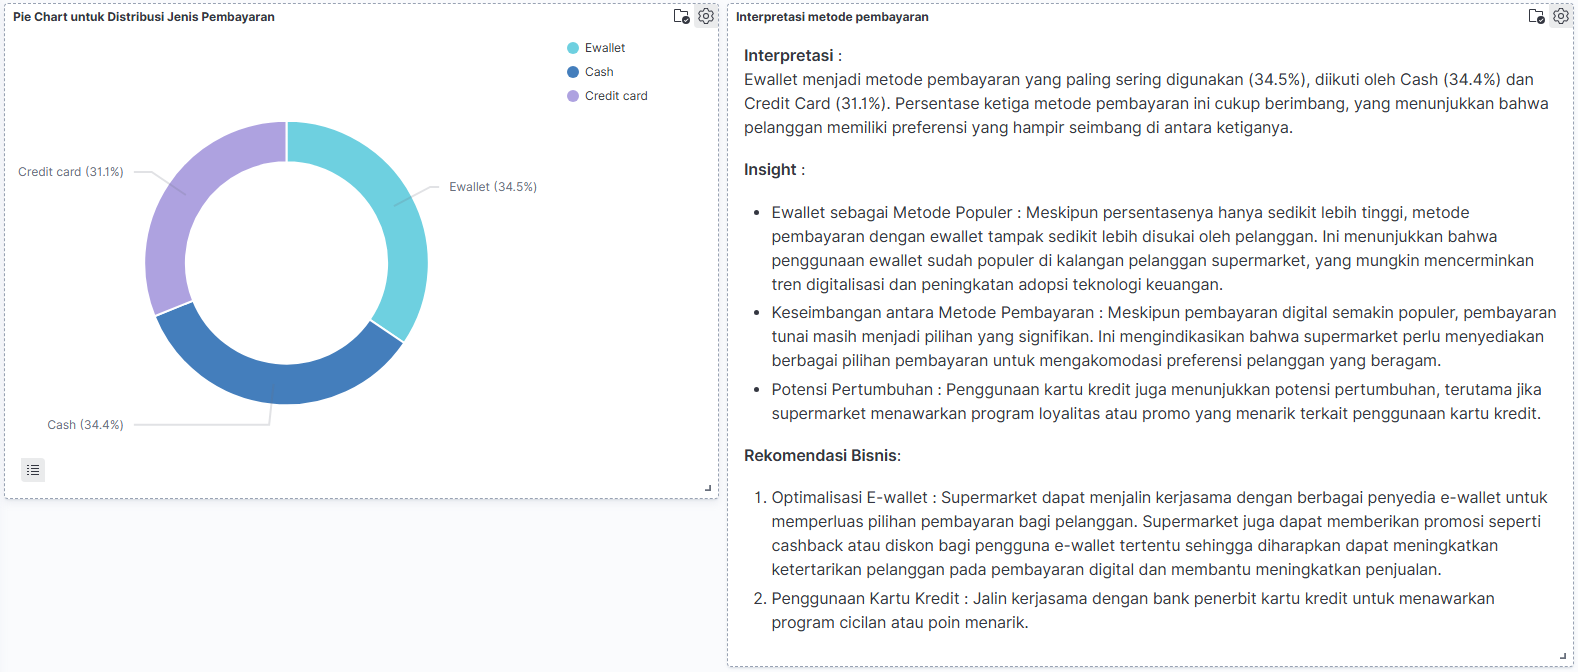 Pie Chart untuk Distribusi Jenis Pembayaran
Ewallet
Cash
Credit card
Credit card (31.1%)
Ewallet (34.5%)
Cash (34.4%)
Interpretasi metode pembayaran
Interpretasi :
Ewallet menjadi metode pembayaran yang paling sering digunakan (34.5%), diikuti oleh Cash (34.4%) dan
Credit Card (31.1%). Persentase ketiga metode pembayaran ini cukup berimbang, yang menunjukkan bahwa
pelanggan memiliki preferensi yang hampir seimbang di antara ketiganya.
Insight :
• Ewallet sebagai Metode Populer : Meskipun persentasenya hanya sedikit lebih tinggi, metode
pembayaran dengan ewallet tampak sedikit lebih disukai oleh pelanggan. Ini menunjukkan bahwa
penggunaan ewallet sudah populer di kalangan pelanggan supermarket, yang mungkin mencerminkan
tren digitalisasi dan peningkatan adopsi teknologi keuangan.
• Keseimbangan antara Metode Pembayaran : Meskipun pembayaran digital semakin populer, pembayaran
tunai masih menjadi pilihan yang signifikan. Ini mengindikasikan bahwa supermarket perlu menyediakan
berbagai pilihan pembayaran untuk mengakomodasi preferensi pelanggan yang beragam.
• Potensi Pertumbuhan : Penggunaan kartu kredit juga menunjukkan potensi pertumbuhan, terutama jika
supermarket menawarkan program loyalitas atau promo yang menarik terkait penggunaan kartu kredit.
Rekomendasi Bisnis:
1. Optimalisasi E-wallet : Supermarket dapat menjalin kerjasama dengan berbagai penyedia e-wallet untuk
memperluas pilihan pembayaran bagi pelanggan. Supermarket juga dapat memberikan promosi seperti
cashback atau diskon bagi pengguna e-wallet tertentu sehingga diharapkan dapat meningkatkan
ketertarikan pelanggan pada pembayaran digital dan membantu meningkatkan penjualan.
2. Penggunaan Kartu Kredit : Jalin kerjasama dengan bank penerbit kartu kredit untuk menawarkan
program cicilan atau poin menarik.